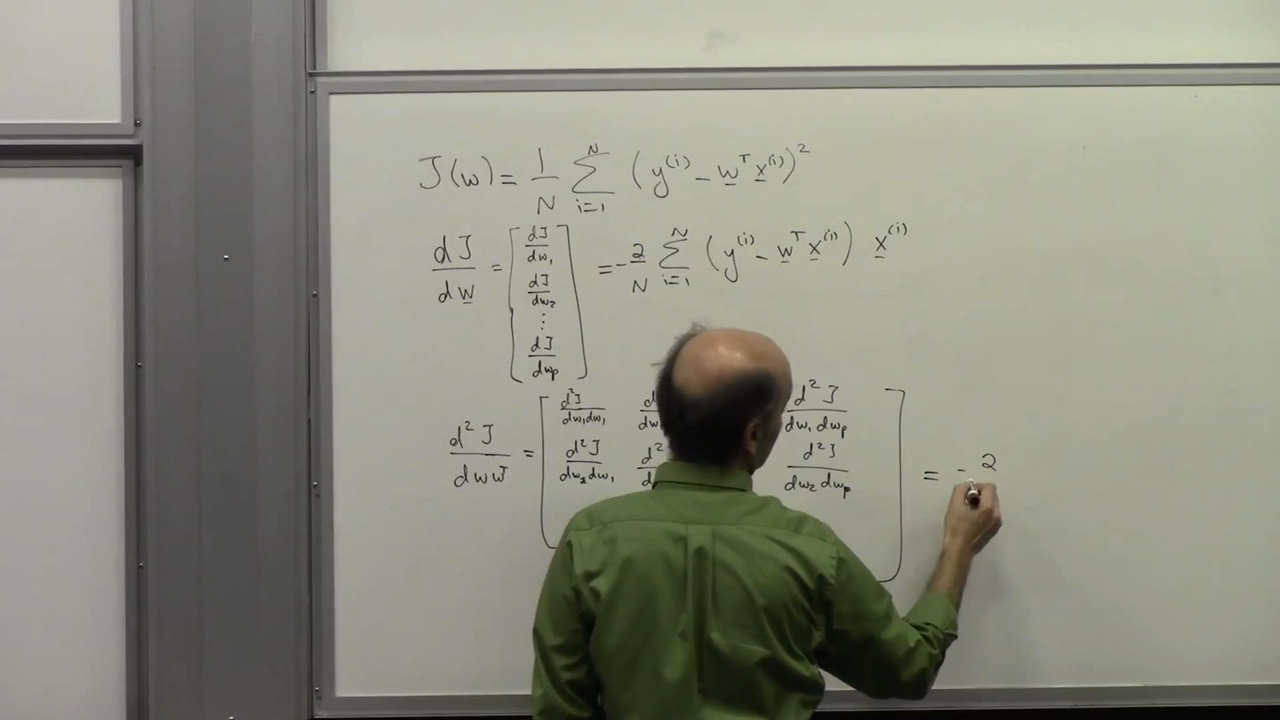 J(w) = 1/N Σ_{i=1}^{N} (y^{(i)} - w^T x^{(i)})^2
dJ/dw = [dJ/dw_1 dJ/dw_2 ⋮ dJ/dw_p] = -2/N Σ_{i=1}^{N} (y^{(i)} - w^T x^{(i)}) x^{(i)}
d^2J/dww^T = [d^2J/dw_1dw_1 d^2J/dw_1dw_p
d^2J/dw_2dw_1 d^2J/dw_2dw_p] = - 2